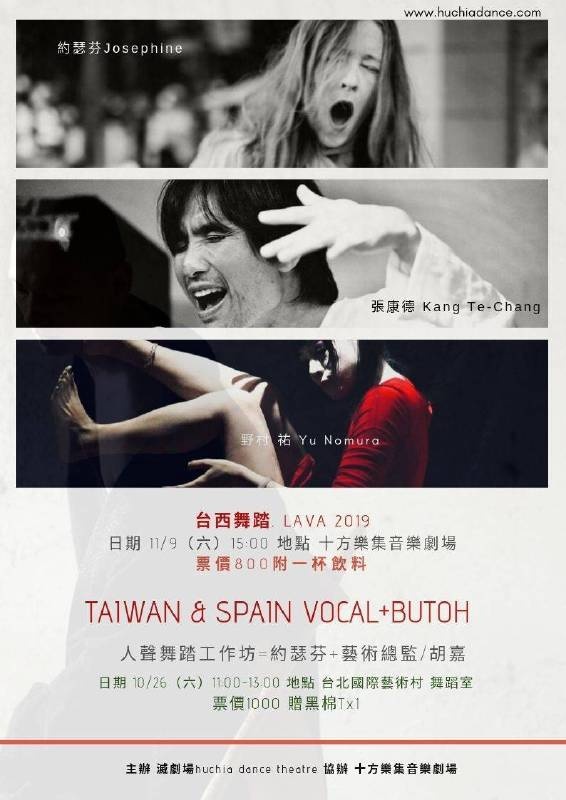 www.huchiadance.com
約瑟芬Josephine
張康德 Kang Te-Chang
野村 祐 Yu Nomura
台西舞踏. LAVA 2019
日期 11/9（六）15:00 地點 十方樂集音樂劇場
票價800附一杯飲料
TAIWAN & SPAIN VOCAL+BUTOH
人聲舞踏工作坊=約瑟芬+藝術總監/胡嘉
日期 10/26（六）11:00-13:00 地點 台北國際藝術村 舞蹈室
票價1000 贈黑棉Tx1
主辦 滅劇場huchia dance theatre 協辦 十方樂集音樂劇場